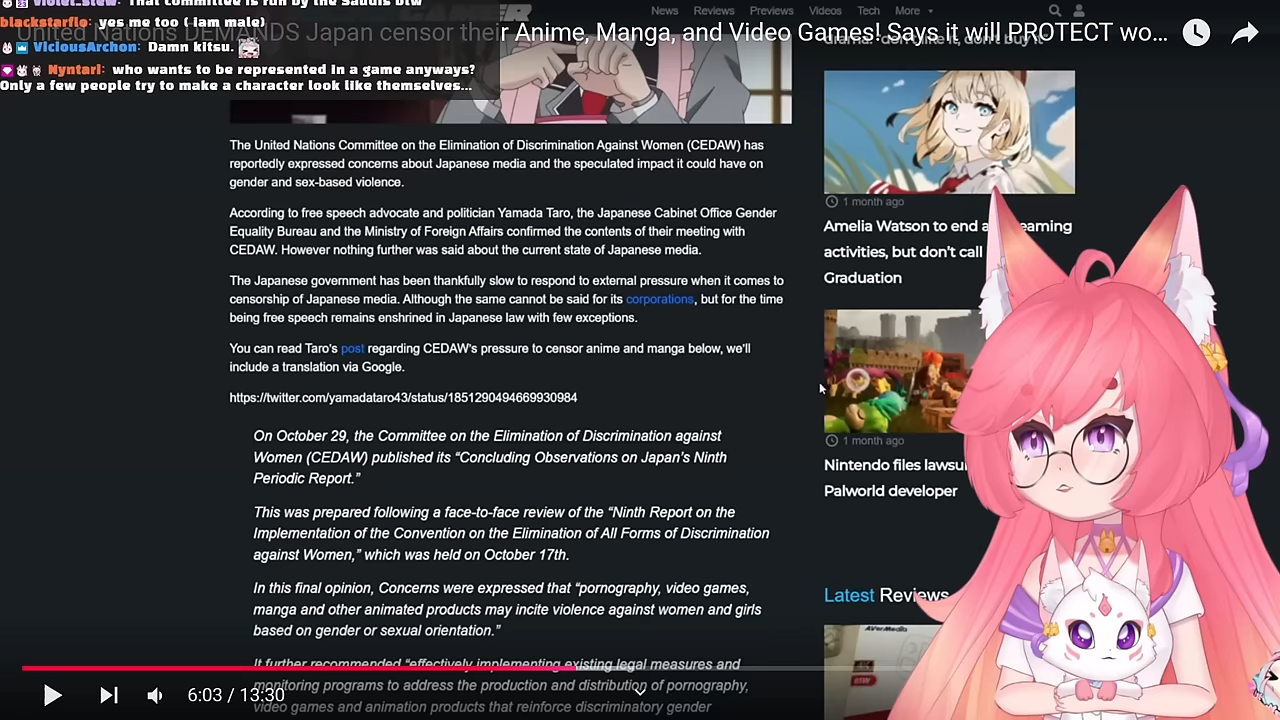 Violet_Slew: That committee is run by the Saudis btw
blackstarflo: yes me too ( iam male)
United Nations DEMANDS Japan censor their Anime, Manga, and Video Games! Says it will PROTECT wo...
ViciousArchon: Damn kitsu.
Nyntari: who wants to be represented in a game anyways?
Only a few people try to make a character look like themselves...
News Reviews Previews Videos Tech More
drama: don't like it, don't buy it
The United Nations Committee on the Elimination of Discrimination Against Women (CEDAW) has
reportedly expressed concerns about Japanese media and the speculated impact it could have on
gender and sex-based violence.
According to free speech advocate and politician Yamada Taro, the Japanese Cabinet Office Gender
Equality Bureau and the Ministry of Foreign Affairs confirmed the contents of their meeting with
CEDAW. However nothing further was said about the current state of Japanese media.
The Japanese government has been thankfully slow to respond to external pressure when it comes to
censorship of Japanese media. Although the same cannot be said for its corporations, but for the time
being free speech remains enshrined in Japanese law with few exceptions.
You can read Taro's post regarding CEDAW's pressure to censor anime and manga below, we'll
include a translation via Google.
https://twitter.com/yamadataro43/status/1851290494669930984
On October 29, the Committee on the Elimination of Discrimination against
Women (CEDAW) published its “Concluding Observations on Japan's Ninth
Periodic Report.”
This was prepared following a face-to-face review of the “Ninth Report on the
Implementation of the Convention on the Elimination of All Forms of Discrimination
against Women,” which was held on October 17th.
In this final opinion, Concerns were expressed that “pornography, video games,
manga and other animated products may incite violence against women and girls
based on gender or sexual orientation.”
It further recommended “effectively implementing existing legal measures and
monitoring programs to address the production and distribution of pornography,
video games and animation products that reinforce discriminatory gender
1 month ago
Amelia Watson to end a eaming
activities, but don't call
Graduation
1 month ago
Nintendo files lawsu
Palworld developer
Latest Reviews
AVerMedia
6:03 / 13:30